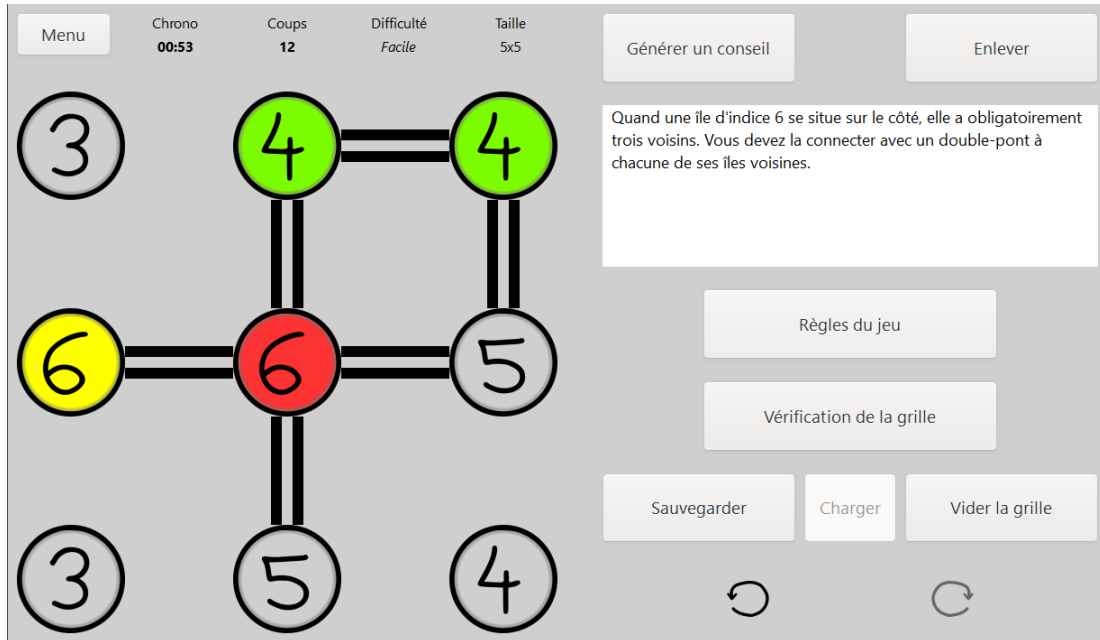 Menu
Chrono
00:53
Coups
12
Difficulté
Facile
Taille
5x5
Générer un conseil
Enlever
Quand une île d'indice 6 se situe sur le côté, elle a obligatoirement
trois voisins. Vous devez la connecter avec un double-pont à
chacune de ses îles voisines.
3
4
4
6
6
5
3
5
4
Règles du jeu
Vérification de la grille
Sauvegarder
Charger
Vider la grille